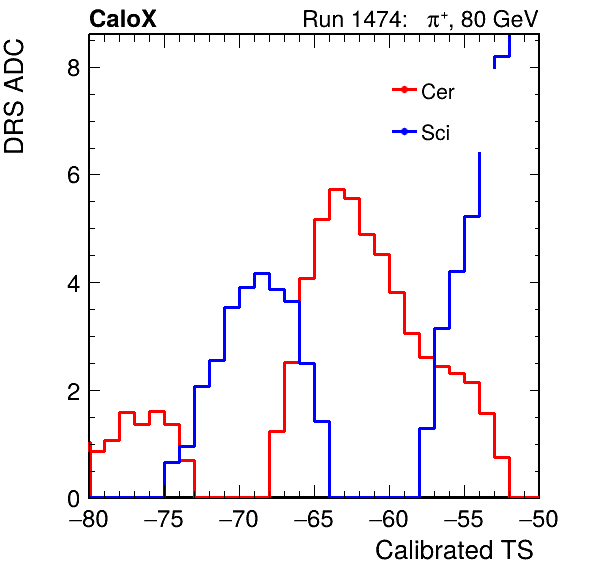 CaloX Run 1474: π⁺, 80 GeV
DRS ADC
8
6
4
2
0
Cer
Sci
−80 −75 −70 −65 −60 −55 −50
Calibrated TS